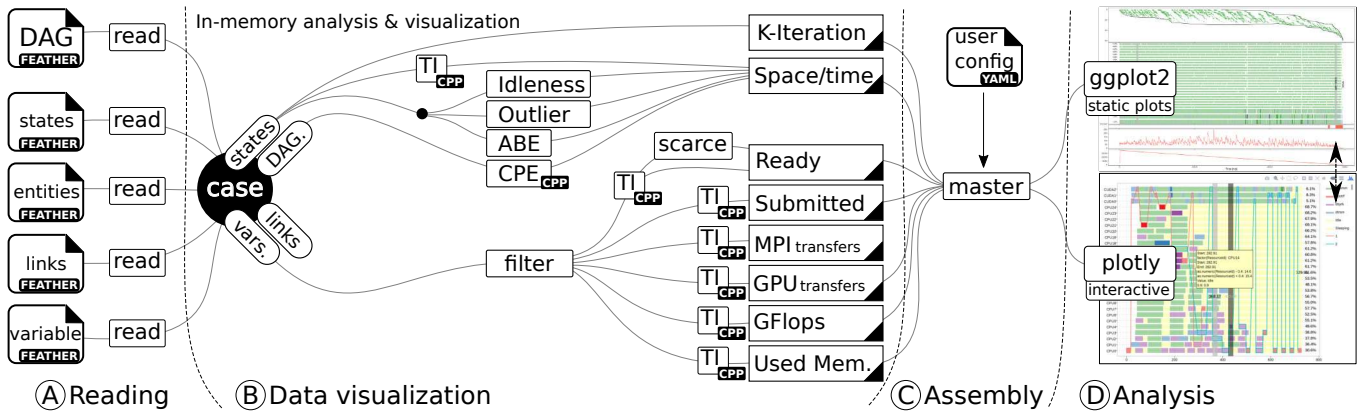 DAG
FEATHER
read
states
FEATHER
read
entities
FEATHER
read
links
FEATHER
read
variable
FEATHER
read
A Reading
In-memory analysis & visualization
case
states
DAG.
links
vars.
TI
CPP
Idleness
Outlier
ABE
CPE
CPP
filter
scarce
TI
CPP
TI
CPP
TI
CPP
TI
CPP
TI
CPP
TI
CPP
K-Iteration
Space/time
Ready
Submitted
MPI transfers
GPU transfers
GFlops
Used Mem.
B Data visualization
user
config
YAML
master
C Assembly
ggplot2
static plots
plotly
interactive
D Analysis